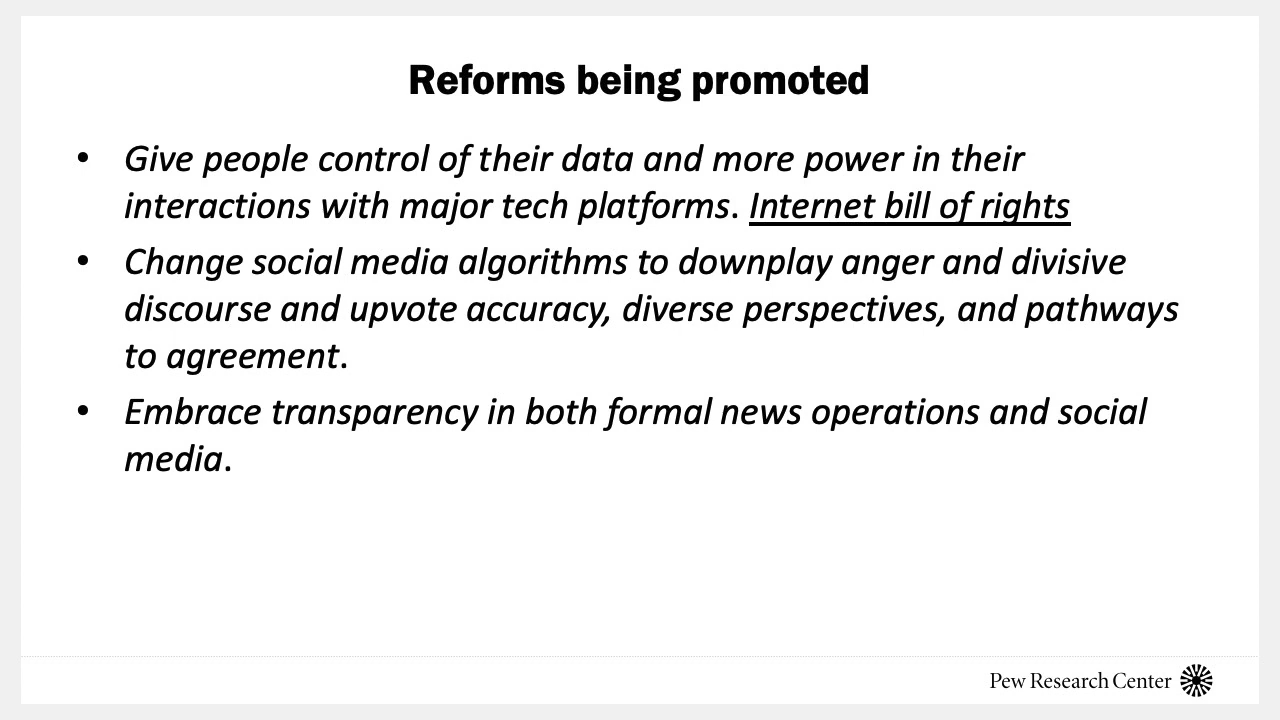 Reforms being promoted
• Give people control of their data and more power in their
interactions with major tech platforms. Internet bill of rights
• Change social media algorithms to downplay anger and divisive
discourse and upvote accuracy, diverse perspectives, and pathways
to agreement.
• Embrace transparency in both formal news operations and social
media.
Pew Research Center